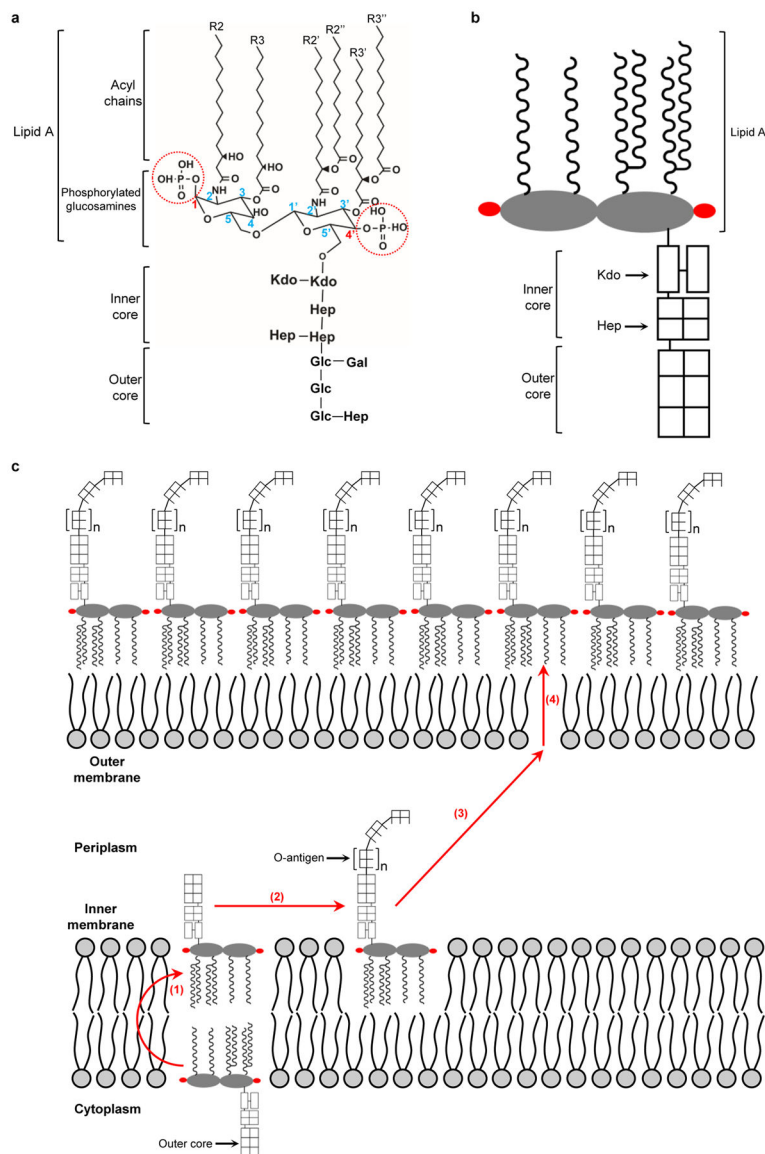 a
R2
R3
R2'
R2''
R3'
R3''
Acyl
chains
Lipid A
Phosphorylated
glucosamines
OH
HO-P-O
O
1
2
NH
O
HO
3
O
O
HO
4
5
O
O
1'
2'
NH
O
O
O
3'
O
O
O
O
4'
5'
O
HO
O-P-OH
O
O
Inner
core
Kdo
Kdo
Hep
Hep
Hep
Outer
core
Glc
Gal
Glc
Glc
Hep
b
Lipid A
Inner
core
Kdo
Hep
Outer
core
c
n
n
n
n
n
n
n
n
(4)
Outer
membrane
(3)
Periplasm
O-antigen
n
(2)
Inner
membrane
(1)
Cytoplasm
Outer core